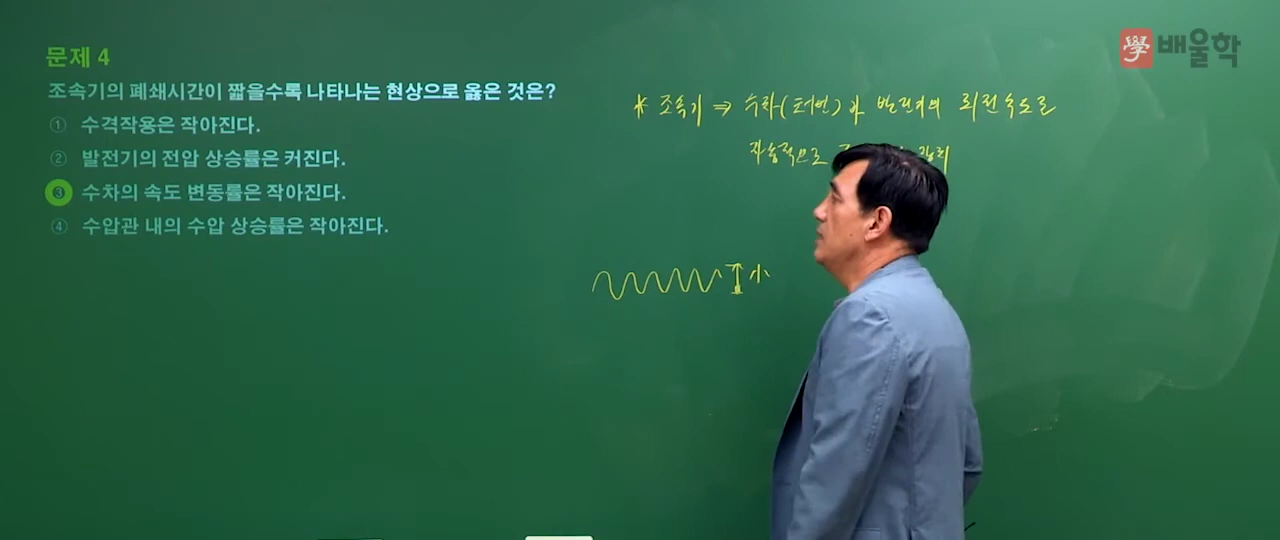 學 배울학
문제 4
조속기의 폐쇄시간이 짧을수록 나타나는 현상으로 옳은 것은?
① 수격작용은 작아진다.
② 발전기의 전압 상승률은 커진다.
❸ 수차의 속도 변동률은 작아진다.
④ 수압관 내의 수압 상승률은 작아진다.
* 조속기 ⇒ 수차(터빈)과 발전기의 회전속도를
자동적으로
小